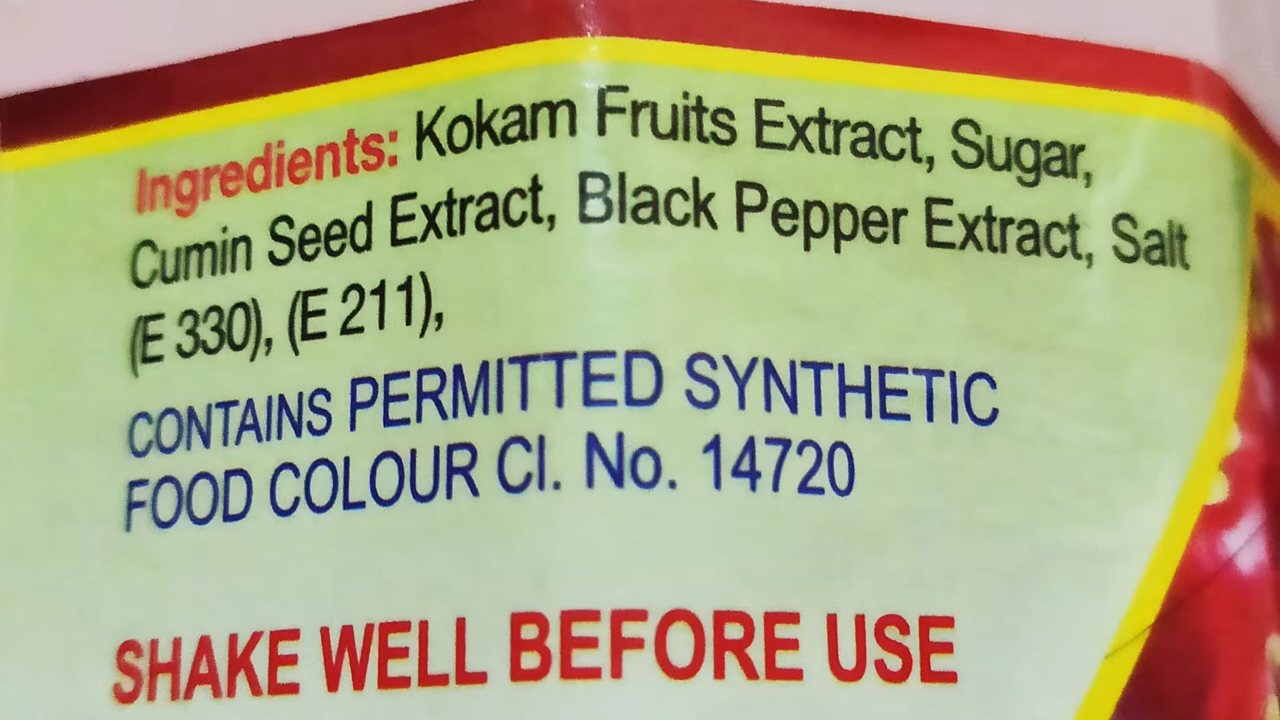 Ingredients: Kokam Fruits Extract, Sugar,
Cumin Seed Extract, Black Pepper Extract, Salt
(E 330), (E 211),
CONTAINS PERMITTED SYNTHETIC
FOOD COLOUR CI. No. 14720
SHAKE WELL BEFORE USE